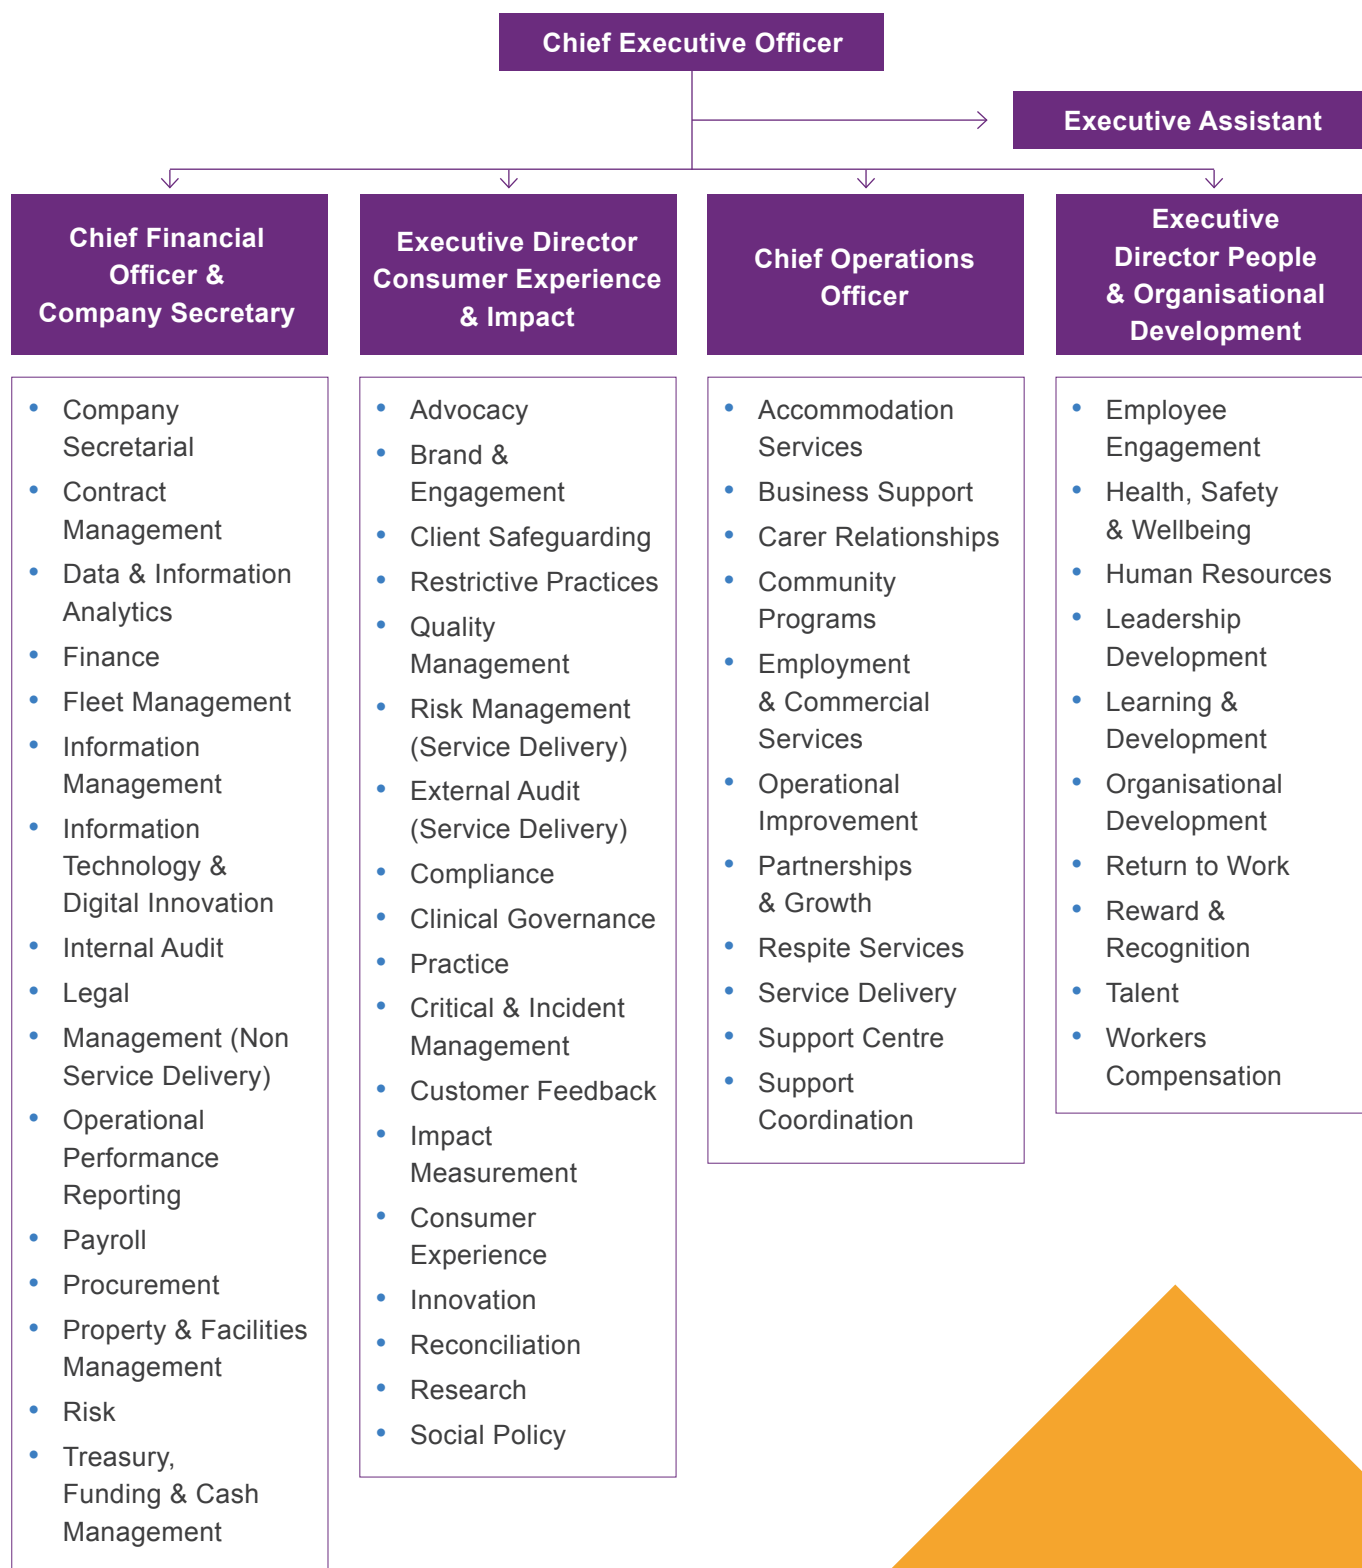 Chief Executive Officer
Executive Assistant
Chief Financial
Officer &
Company Secretary
Executive Director
Consumer Experience
& Impact
Chief Operations
Officer
Executive
Director People
& Organisational
Development
• Company
Secretarial
• Contract
Management
• Data & Information
Analytics
• Finance
• Fleet Management
• Information
Management
• Information
Technology &
Digital Innovation
• Internal Audit
• Legal
• Management (Non
Service Delivery)
• Operational
Performance
Reporting
• Payroll
• Procurement
• Property & Facilities
Management
• Risk
• Treasury,
Funding & Cash
Management
• Advocacy
• Brand &
Engagement
• Client Safeguarding
• Restrictive Practices
• Quality
Management
• Risk Management
(Service Delivery)
• External Audit
(Service Delivery)
• Compliance
• Clinical Governance
• Practice
• Critical & Incident
Management
• Customer Feedback
• Impact
Measurement
• Consumer
Experience
• Innovation
• Reconciliation
• Research
• Social Policy
• Accommodation
Services
• Business Support
• Carer Relationships
• Community
Programs
• Employment
& Commercial
Services
• Operational
Improvement
• Partnerships
& Growth
• Respite Services
• Service Delivery
• Support Centre
• Support
Coordination
• Employee
Engagement
• Health, Safety
& Wellbeing
• Human Resources
• Leadership
Development
• Learning &
Development
• Organisational
Development
• Return to Work
• Reward &
Recognition
• Talent
• Workers
Compensation